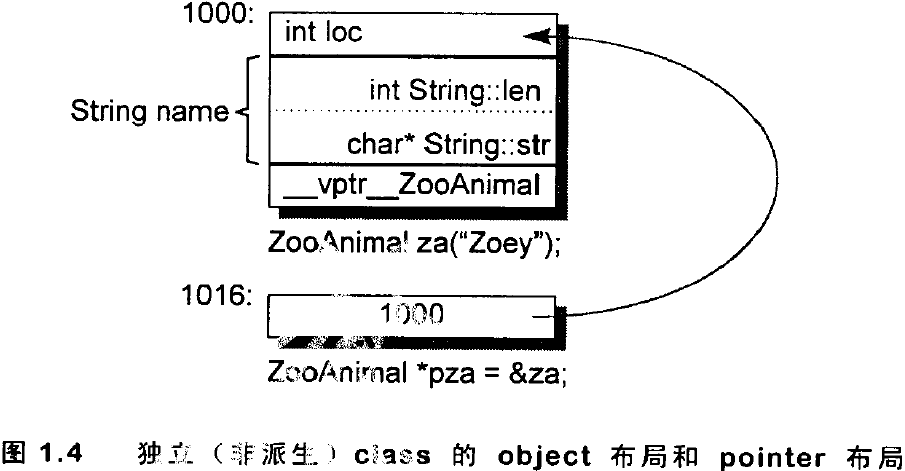 1000:
int loc
String name
int String::len
char* String::str
__vptr__ZooAnimal
ZooAnimal za(“Zoey”);
1016:
1000
ZooAnimal *pza = &za;
图 1.4 独立（非派生）class 的 object 布局和 pointer 布局